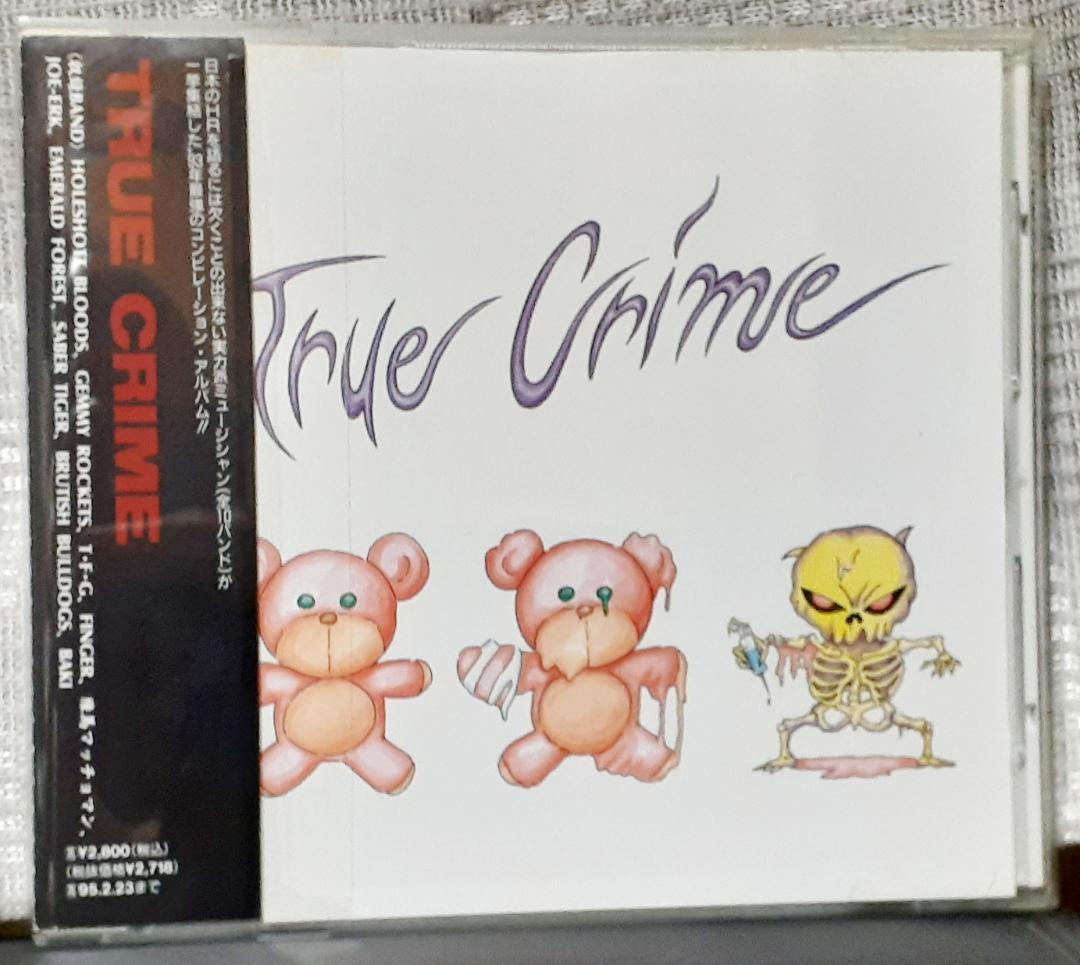 日本のHRを語るには欠くことの出来ない実力派ミュージシャン(全10バンド)が
一挙集結した'93年最強のコンピレーション・アルバム!!
TRUE CRIME
(収録BAND) HOLESHOT, BLOODS, GEMMY ROCKETS, T・F・G, FINGER, 飛馬マッチョマン,
JOE-ERK, EMERALD FOREST, SABER TIGER, BRUTISH BULLDOGS, BAKI
¥2,800(税込)
(税抜価格¥2,718)
95.2.23まで
True Crime